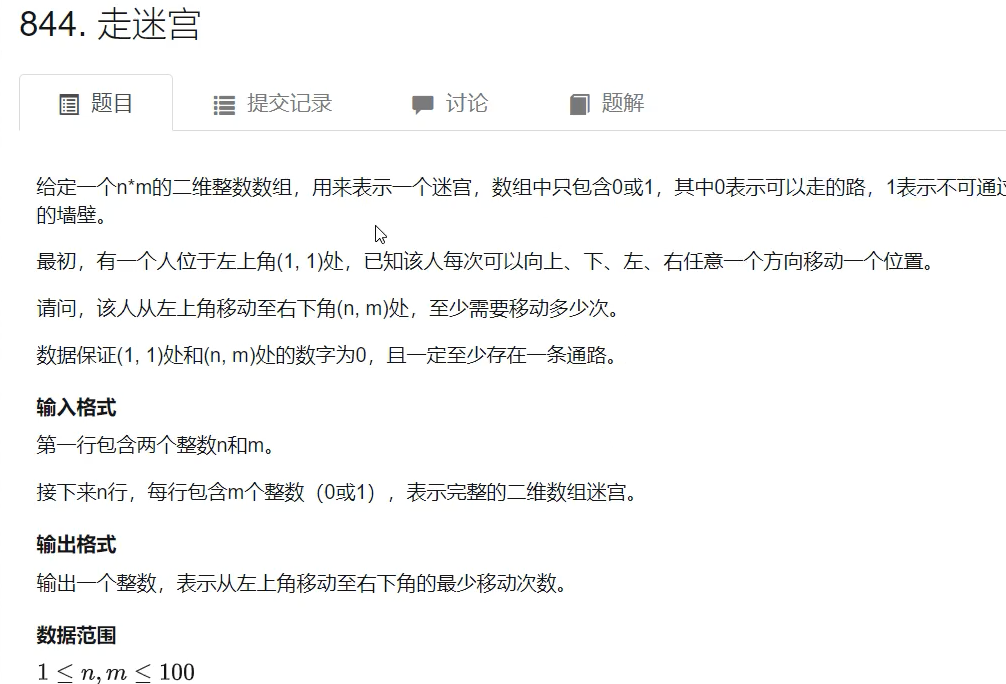 844. 走迷宫
题目 提交记录 讨论 题解
给定一个n*m的二维整数数组，用来表示一个迷宫，数组中只包含0或1，其中0表示可以走的路，1表示不可通过
的墙壁。
最初，有一个人位于左上角(1, 1)处，已知该人每次可以向上、下、左、右任意一个方向移动一个位置。
请问，该人从左上角移动至右下角(n, m)处，至少需要移动多少次。
数据保证(1, 1)处和(n, m)处的数字为0，且一定至少存在一条通路。
输入格式
第一行包含两个整数n和m。
接下来n行，每行包含m个整数（0或1），表示完整的二维数组迷宫。
输出格式
输出一个整数，表示从左上角移动至右下角的最少移动次数。
数据范围
1 ≤ n, m ≤ 100